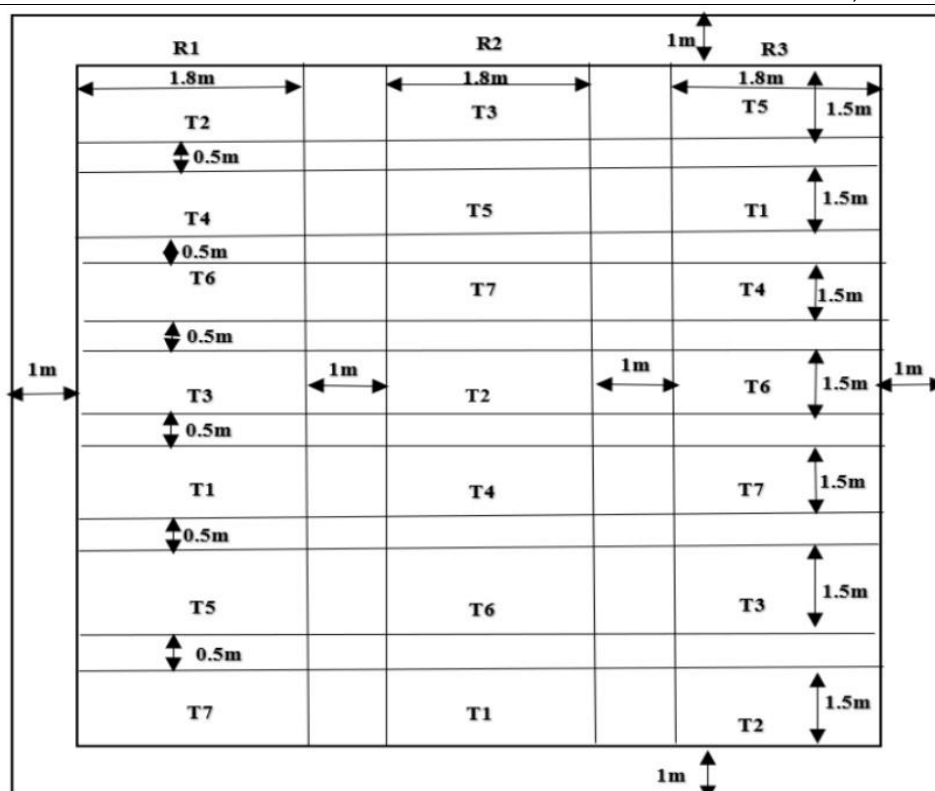 R1 R2 1m R3
1.8m 1.8m 1.8m
T2 T3 T5 1.5m
0.5m
T4 T5 T1 1.5m
0.5m
T6 T7 T4 1.5m
0.5m
1m 1m 1m 1m
T3 T2 T6 1.5m
0.5m
T1 T4 T7 1.5m
0.5m
T5 T6 T3 1.5m
0.5m
T7 T1 T2 1.5m
1m